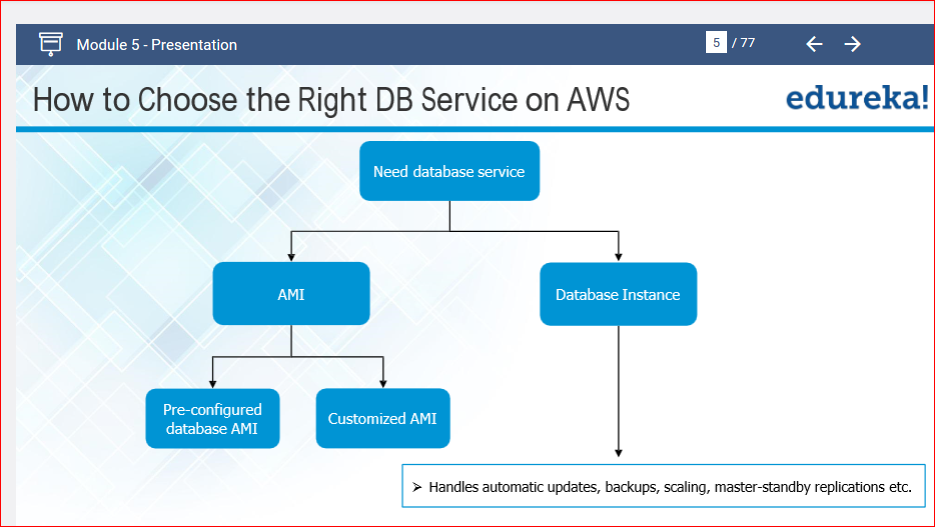 Module 5 - Presentation
5 / 77
How to Choose the Right DB Service on AWS
edureka!
Need database service
AMI
Database Instance
Pre-configured
database AMI
Customized AMI
➢ Handles automatic updates, backups, scaling, master-standby replications etc.